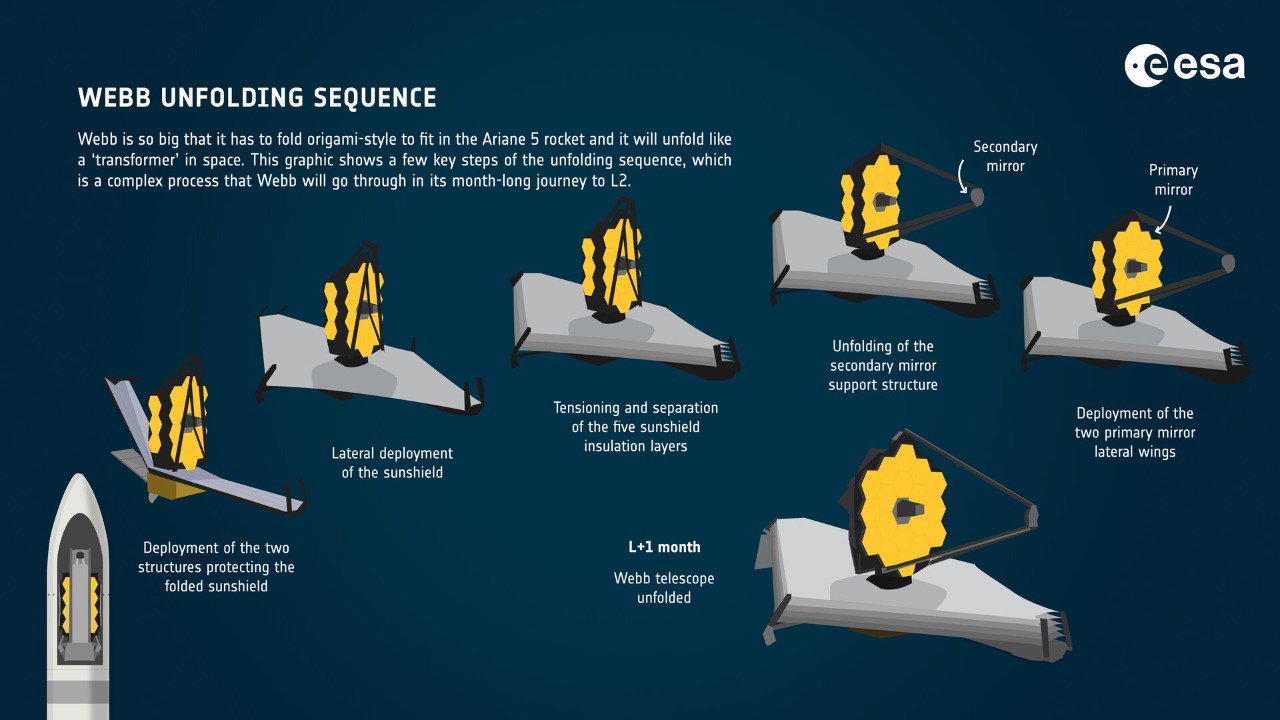 esa
WEBB UNFOLDING SEQUENCE
Webb is so big that it has to fold origami-style to fit in the Ariane 5 rocket and it will unfold like
a ‘transformer’ in space. This graphic shows a few key steps of the unfolding sequence, which
is a complex process that Webb will go through in its month-long journey to L2.
Deployment of the two
structures protecting the
folded sunshield
Lateral deployment
of the sunshield
Tensioning and separation
of the five sunshield
insulation layers
Secondary
mirror
Unfolding of the
secondary mirror
support structure
Primary
mirror
Deployment of the
two primary mirror
lateral wings
L+1 month
Webb telescope
unfolded